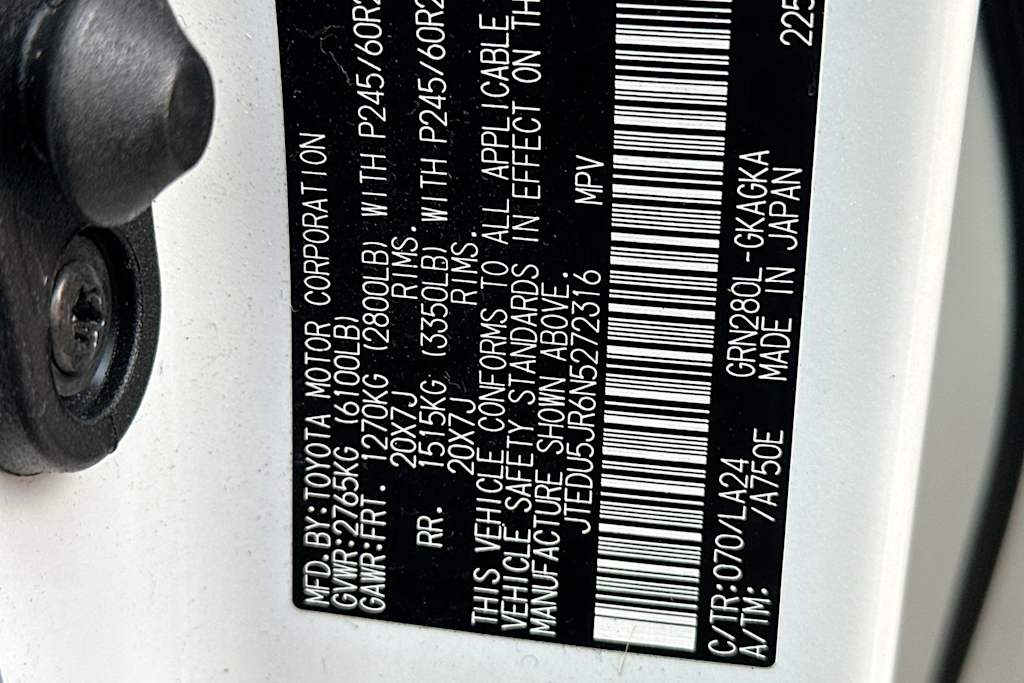 MFD.BY:TOYOTA MOTOR CORPORATION
GVWR:2765KG (6100LB)
GAWR:FRT. 1270KG (2800LB) WITH P245/60R2
20X7J RIMS.
RR. 1515KG (3350LB) WITH P245/60R2
20X7J RIMS.
THIS VEHICLE CONFORMS TO ALL APPLICABLE
VEHICLE SAFETY STANDARDS IN EFFECT ON TH
MANUFACTURE SHOWN ABOVE.
JTEDU5JR6N5272316 MPV
C/TR:070/LA24 GRN280L-GKAGKA
A/TM: /A750E MADE IN JAPAN 225